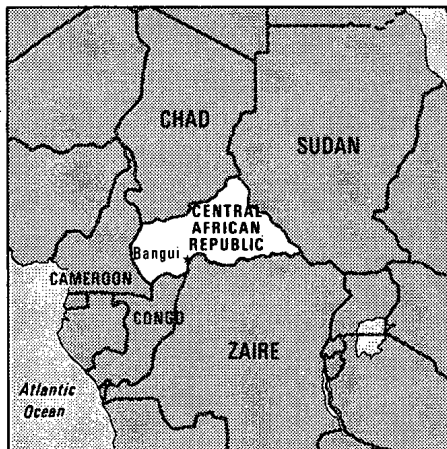 CHAD
SUDAN
CENTRAL
AFRICAN
REPUBLIC
Bangui
CAMEROON
CONGO
ZAIRE
Atlantic
Ocean